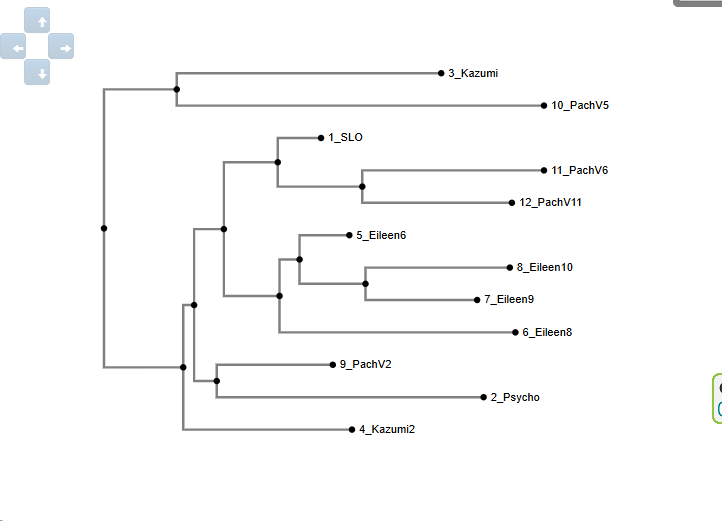 3_Kazumi
10_PachV5
1_SLO
11_PachV6
12_PachV11
5_Eileen6
8_Eileen10
7_Eileen9
6_Eileen8
9_PachV2
2_Psycho
4_Kazumi2